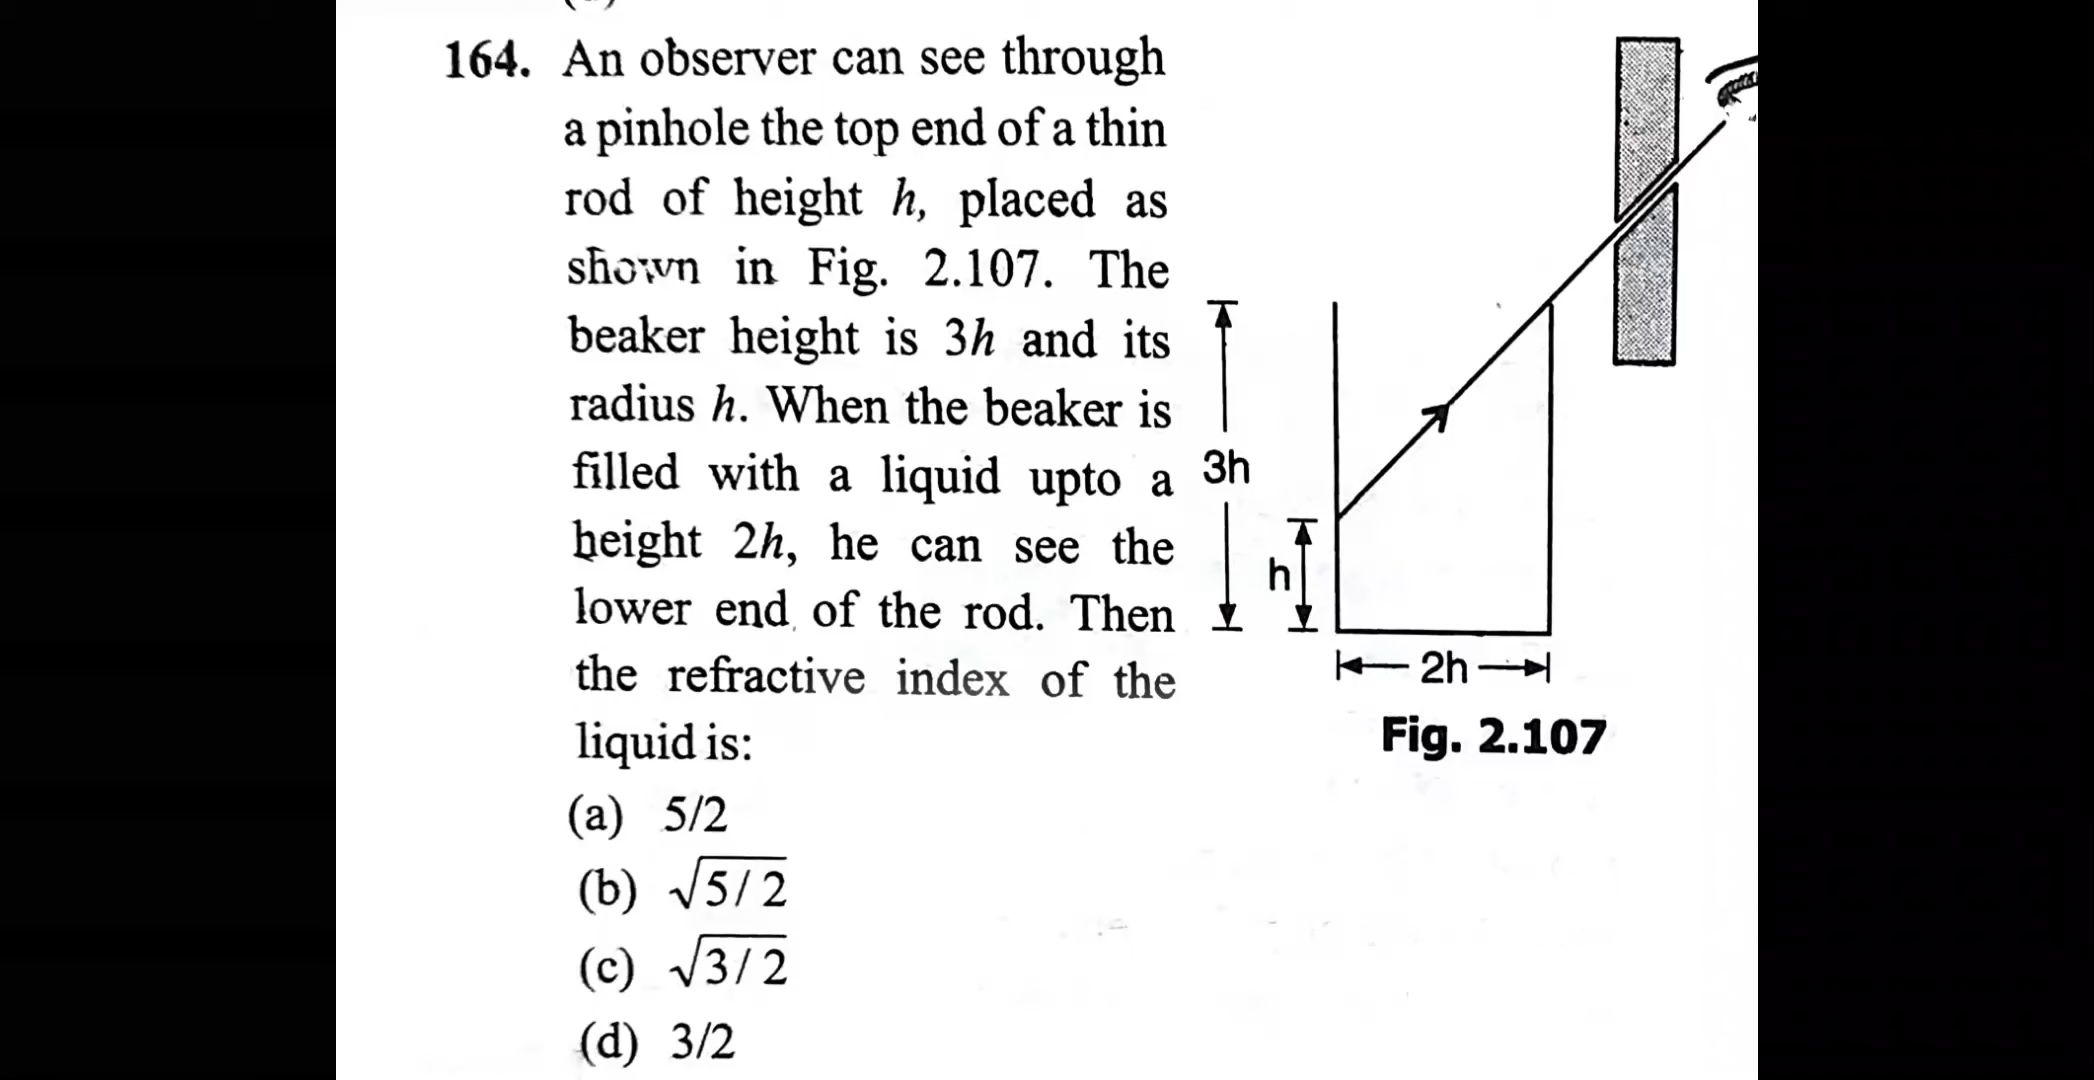 164. An observer can see through
a pinhole the top end of a thin
rod of height h, placed as
shown in Fig. 2.107. The
beaker height is 3h and its
radius h. When the beaker is
filled with a liquid upto a
height 2h, he can see the
lower end of the rod. Then
the refractive index of the
liquid is:
(a) 5/2
(b) √5/2
(c) √3/2
(d) 3/2
3h
h
2h
Fig. 2.107